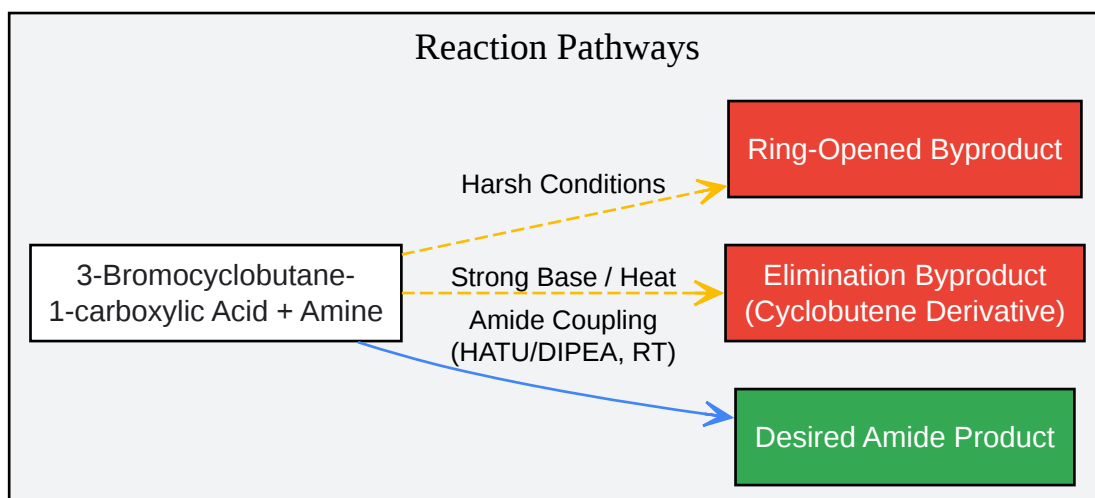 Reaction Pathways
Ring-Opened Byproduct
Harsh Conditions
3-Bromocyclobutane-
1-carboxylic Acid + Amine
Strong Base / Heat
Elimination Byproduct
(Cyclobutene Derivative)
Amide Coupling
(HATU/DIPEA, RT)
Desired Amide Product